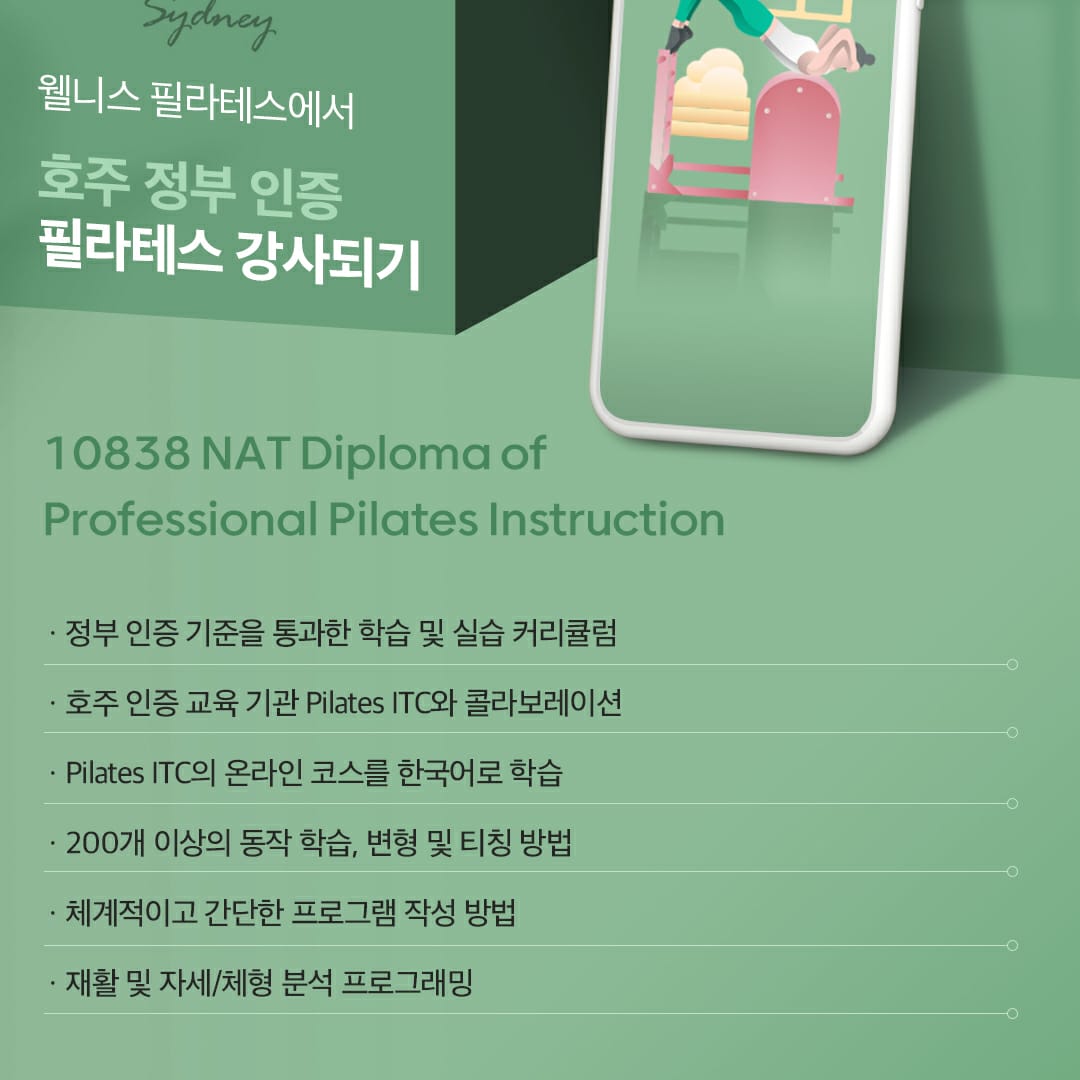 Sydney
웰니스 필라테스에서
호주 정부 인증
필라테스 강사되기
10838 NAT Diploma of
Professional Pilates Instruction
· 정부 인증 기준을 통과한 학습 및 실습 커리큘럼
· 호주 인증 교육 기관 Pilates ITC와 콜라보레이션
· Pilates ITC의 온라인 코스를 한국어로 학습
· 200개 이상의 동작 학습, 변형 및 티칭 방법
· 체계적이고 간단한 프로그램 작성 방법
· 재활 및 자세/체형 분석 프로그래밍